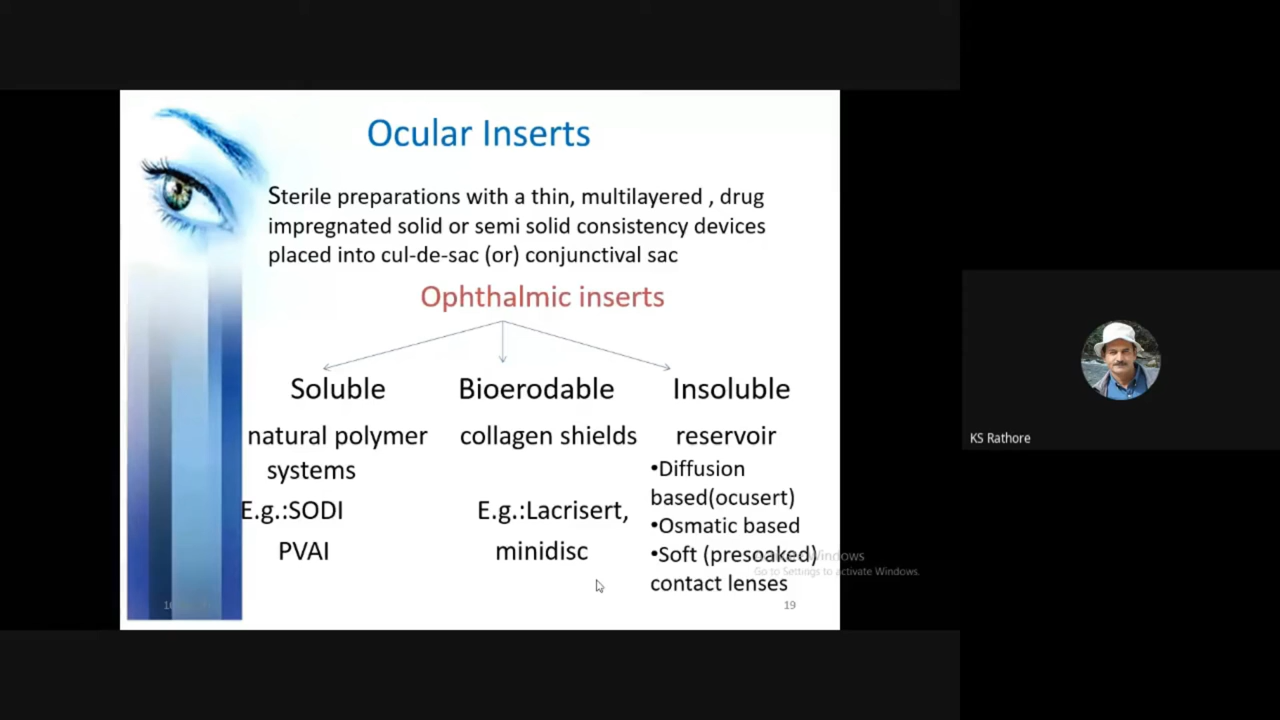 Ocular Inserts
Sterile preparations with a thin, multilayered , drug
impregnated solid or semi solid consistency devices
placed into cul-de-sac (or) conjunctival sac
Ophthalmic inserts
Soluble
natural polymer
systems
E.g.:SODI
PVAI
Bioerodable
collagen shields
E.g.:Lacrisert,
minidisc
Insoluble
reservoir
•Diffusion
based(ocusert)
•Osmatic based
•Soft (presoaked)
contact lenses
Windows
Go to Settings to activate Windows.
19
KS Rathore